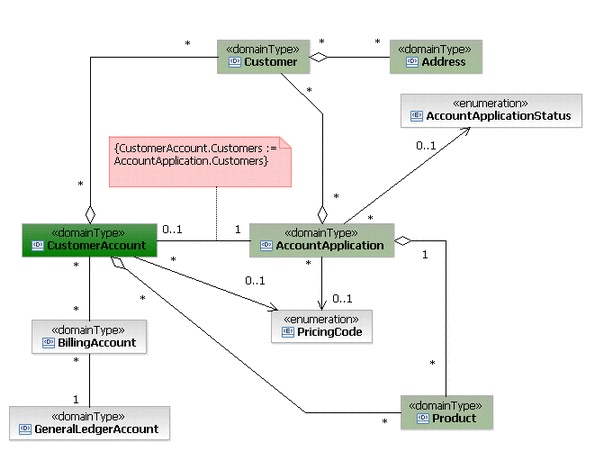 *
«domainType»
Customer
*
*
«domainType»
Address
*
«enumeration»
AccountApplicationStatus
{CustomerAccount.Customers :=
AccountApplication.Customers}
0..1
*
*
«domainType»
CustomerAccount
0..1
1
«domainType»
AccountApplication
*
1
*
*
0..1
*
0..1
*
*
«domainType»
BillingAccount
«enumeration»
PricingCode
*
*
1
«domainType»
GeneralLedgerAccount
«domainType»
Product
*